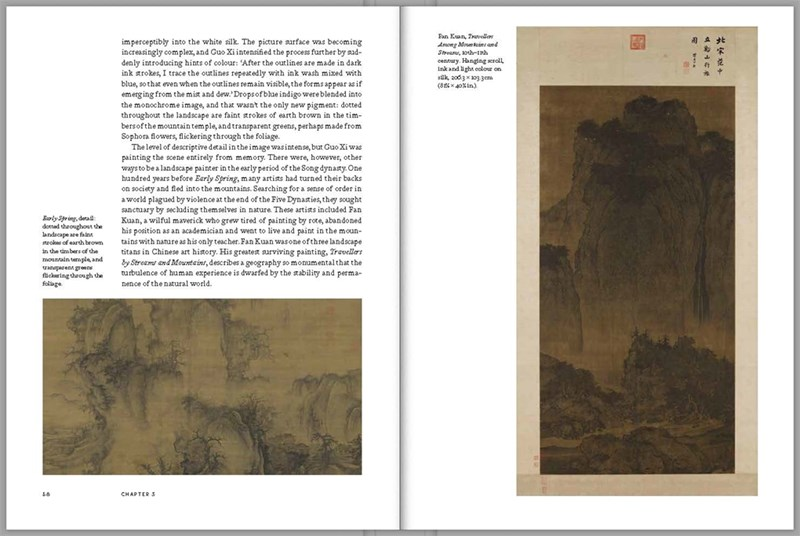 imperceptibly into the white silk. The picture surface was becoming
increasingly complex, and Guo Xi intensified the process further by sud-
denly introducing hints of colour: ‘After the outlines are made in dark
ink strokes, I trace the outlines repeatedly with ink wash mixed with
blue, so that even when the outlines remain visible, the forms appear as if
emerging from the mist and dew.’ Drops of blue indigo were blended into
the monochrome image, and that wasn't the only new pigment: dotted
throughout the landscape are faint strokes of earth brown in the tim-
bers of the mountain temple, and transparent greens, perhaps made from
Sophora flowers, flickering through the foliage.
The level of descriptive detail in the image was intense, but Guo Xi was
painting the scene entirely from memory. There were, however, other
ways to be a landscape painter in the early period of the Song dynasty. One
hundred years before Early Spring, many artists had turned their backs
on society and fled into the mountains. Searching for a sense of order in
a world plagued by violence at the end of the Five Dynasties, they sought
sanctuary by secluding themselves in nature. These artists included Fan
Kuan, a wilful maverick who grew tired of painting by rote, abandoned
his position as an academician and went to live and paint in the moun-
tains with nature as his only teacher. Fan Kuan was one of three landscape
titans in Chinese art history. His greatest surviving painting, Travellers
by Streams and Mountains, describes a geography so monumental that the
turbulence of human experience is dwarfed by the stability and perma-
nence of the natural world.
Early Spring, detail:
dotted throughout the
landscape are faint
strokes of earth brown
in the timbers of the
mountain temple, and
transparent greens
flickering through the
foliage.
CHAPTER 3
Fan Kuan, Travellers
Among Mountains and
Streams, 10th–11th
century. Hanging scroll,
ink and light colour on
silk, 206.3 × 103.3 cm
北宋范中
立谿山行旅
圖